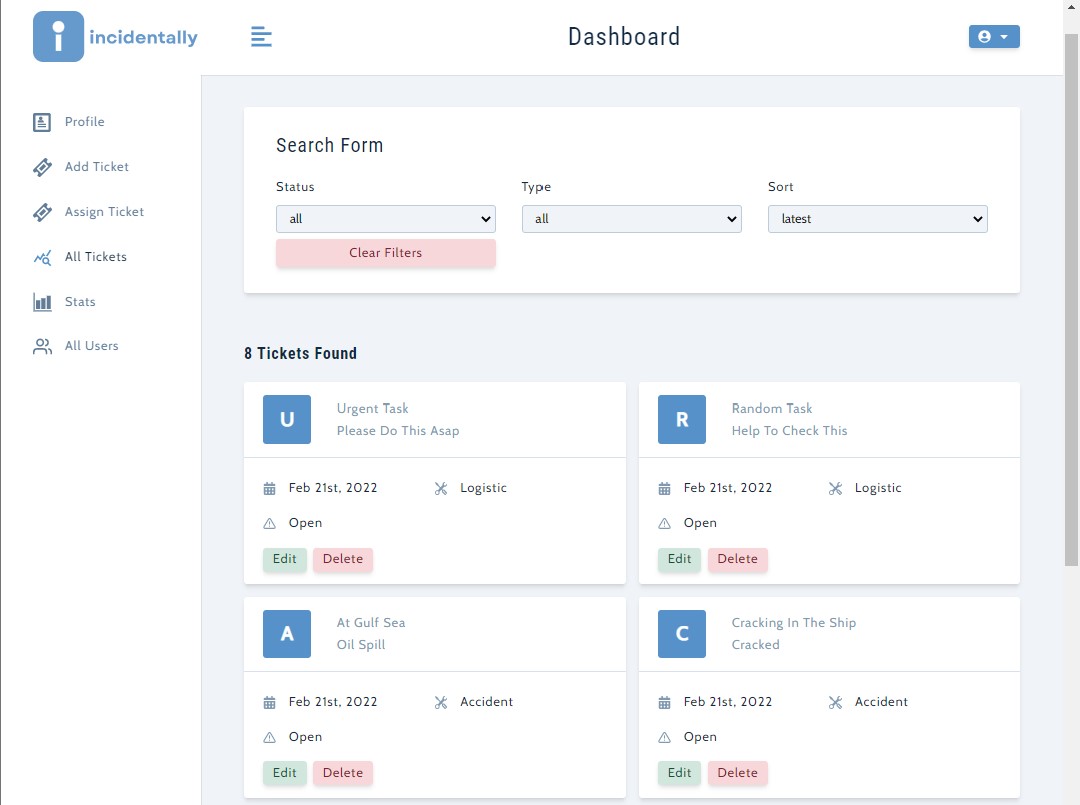 incidentally
Dashboard
Profile
Add Ticket
Assign Ticket
All Tickets
Stats
All Users
Search Form
Status
Type
Sort
all
all
latest
Clear Filters
8 Tickets Found
U
Urgent Task
Please Do This Asap
Feb 21st, 2022
Logistic
Open
Edit
Delete
R
Random Task
Help To Check This
Feb 21st, 2022
Logistic
Open
Edit
Delete
A
At Gulf Sea
Oil Spill
Feb 21st, 2022
Accident
Open
Edit
Delete
C
Cracking In The Ship
Cracked
Feb 21st, 2022
Accident
Open
Edit
Delete